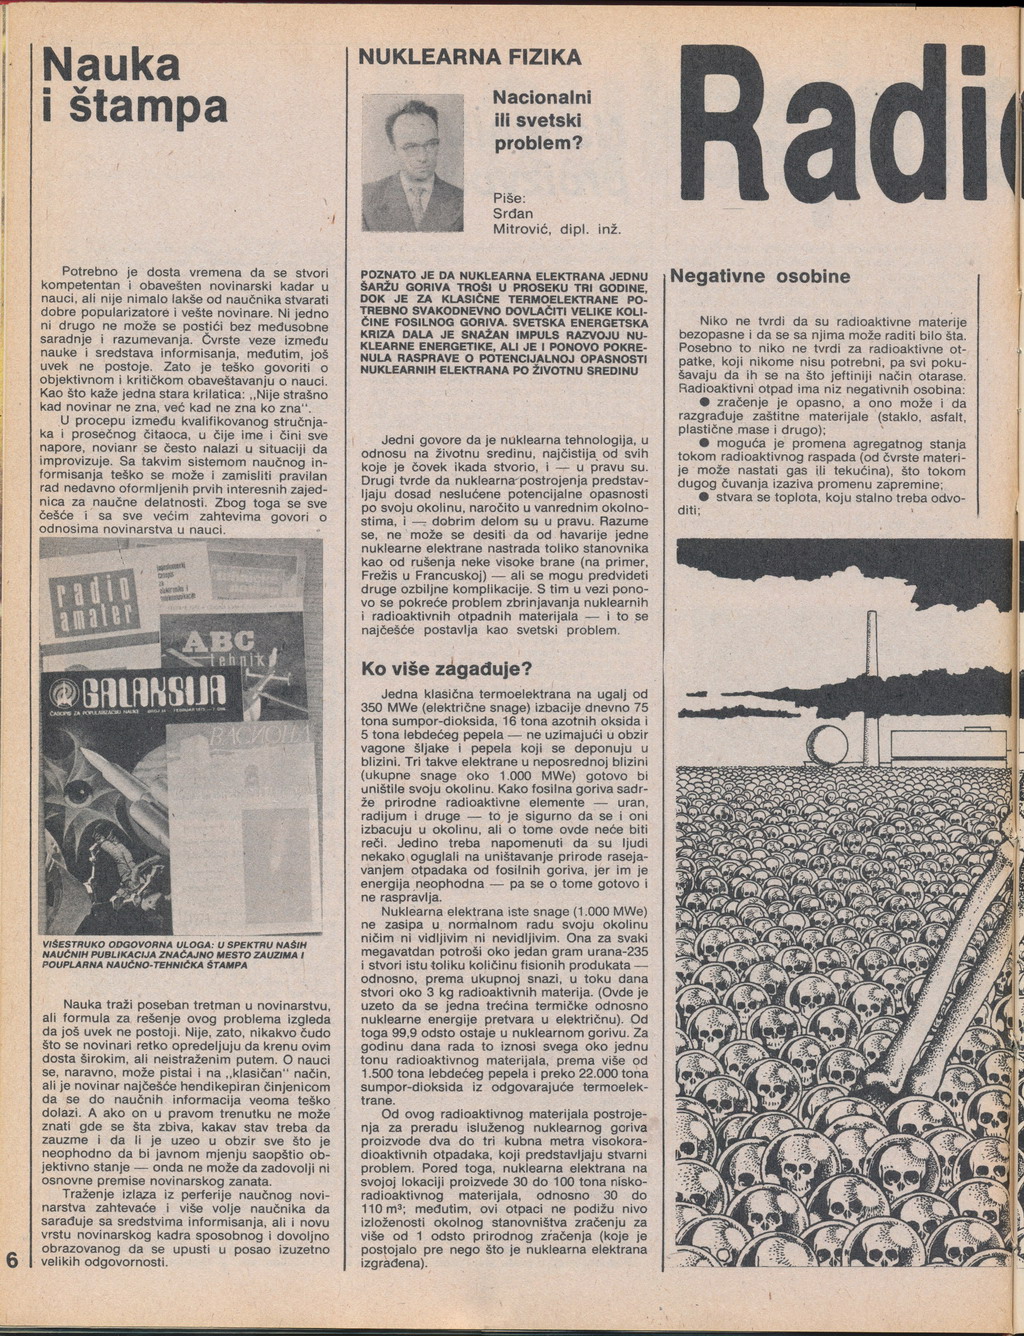 Nauka
i štampa
Potrebno je dosta vremena da se stvori
kompetentan i obavešten novinarski kadar u
nauci, ali nije nimalo lakše od naučnika stvarati
dobre popularizatore i vešte novinare. Ni jedno
ni drugo ne može se postići bez međusobne
saradnje i razumevanja. Čvrste veze između
nauke i sredstava informisanja, međutim, još
uvek ne postoje. Zato je teško govoriti o
objektivnom i kritičkom obaveštavanju o nauci.
Kao što kaže jedna stara krilatica: „Nije strašno
kad novinar ne zna, već kad ne zna ko zna“.
U procepu između kvalifikovanog stručnja-
ka i prosečnog čitaoca, u čije ime i čini sve
napore, novianr se često nalazi u situaciji da
improvizuje. Sa takvim sistemom naučnog in-
formisanja teško se može i zamisliti pravilan
rad nedavno oformljenih prvih interesnih zajed-
nica za naučne delatnosti. Zbog toga se sve
češće i sa sve većim zahtevima govori o
odnosima novinarstva u nauci.
radio
amater
ABC
tehnike
GALAKSIJA
ČASOPIS ZA POPULARIZACIJU NAUKE
VIŠESTRUKO ODGOVORNA ULOGA: U SPEKTRU NAŠIH
NAUČNIH PUBLIKACIJA ZNAČAJNO MESTO ZAUZIMA I
POUPLARNA NAUČNO-TEHNIČKA ŠTAMPA
Nauka traži poseban tretman u novinarstvu,
ali formula za rešenje ovog problema izgleda
da još uvek ne postoji. Nije, zato, nikakvo čudo
što se novinari retko opredeljuju da krenu ovim
dosta širokim, ali neistraženim putem. O nauci
se, naravno, može pistai i na „klasičan“ način,
ali je novinar najčešće hendikepiran činjenicom
da se do naučnih informacija veoma teško
dolazi. A ako on u pravom trenutku ne može
znati gde se šta zbiva, kakav stav treba da
zauzme i da li je uzeo u obzir sve što je
neophodno da bi javnom mjenju saopštio ob-
jektivno stanje — onda ne može da zadovolji ni
osnovne premise novinarskog zanata.
Traženje izlaza iz perferije naučnog novi-
narstva zahtevaće i više volje naučnika da
sarađuje sa sredstvima informisanja, ali i novu
vrstu novinarskog kadra sposobnog i dovoljno
obrazovanog da se upusti u posao izuzetno
velikih odgovornosti.
6
NUKLEARNA FIZIKA
Nacionalni
ili svetski
problem?
Piše:
Srđan
Mitrović, dipl. inž.
POZNATO JE DA NUKLEARNA ELEKTRANA JEDNU
ŠARŽU GORIVA TROŠI U PROSEKU TRI GODINE,
DOK JE ZA KLASIČNE TERMOELEKTRANE PO-
TREBNO SVAKODNEVNO DOVLAČITI VELIKE KOLI-
ČINE FOSILNOG GORIVA. SVETSKA ENERGETSKA
KRIZA DALA JE SNAŽAN IMPULS RAZVOJU NU-
KLEARNE ENERGETIKE, ALI JE I PONOVO POKRE-
NULA RASPRAVE O POTENCIJALNOJ OPASNOSTI
NUKLEARNIH ELEKTRANA PO ŽIVOTNU SREDINU
Jedni govore da je nuklearna tehnologija, u
odnosu na životnu sredinu, najčistija od svih
koje je čovek ikada stvorio, i — u pravu su.
Drugi tvrde da nuklearna postrojenja predstav-
ljaju dosad neslućene potencijalne opasnosti
po svoju okolinu, naročito u vanrednim okolno-
stima, i — dobrim delom su u pravu. Razume
se, ne može se desiti da od havarije jedne
nuklearne elektrane nastrada toliko stanovnika
kao od rušenja neke visoke brane (na primer,
Frežis u Francuskoj) — ali se mogu predvideti
druge ozbiljne komplikacije. S tim u vezi pono-
vo se pokreće problem zbrinjavanja nuklearnih
i radioaktivnih otpadnih materijala — i to se
najčešće postavlja kao svetski problem.
Ko više zagađuje?
Jedna klasična termoelektrana na ugalj od
350 MWe (električne snage) izbacije dnevno 75
tona sumpor-dioksida, 16 tona azotnih oksida i
5 tona lebdećeg pepela — ne uzimajući u obzir
vagone šljake i pepela koji se deponuju u
blizini. Tri takve elektrane u neposrednoj blizini
(ukupne snage oko 1.000 MWe) gotovo bi
uništile svoju okolinu. Kako fosilna goriva sadr-
že prirodne radioaktivne elemente — uran,
radijum i druge — to je sigurno da se i oni
izbacuju u okolinu, ali o tome ovde neće biti
reči. Jedino treba napomenuti da su ljudi
nekako oguglali na uništavanje prirode raseja-
vanjem otpadaka od fosilnih goriva, jer im je
energija neophodna — pa se o tome gotovo i
ne raspravlja.
Nuklearna elektrana iste snage (1.000 MWe)
ne zasipa u normalnom radu svoju okolinu
ničim ni vidljivim ni nevidljivim. Ona za svaki
megavatdan potroši oko jedan gram urana-235
i stvori istu toliku količinu fisionih produkata —
odnosno, prema ukupnoj snazi, u toku dana
stvori oko 3 kg radioaktivnih materija. (Ovde je
uzeto da se jedna trećina termičke odnosno
nuklearne energije pretvara u električnu). Od
toga 99,9 odsto ostaje u nuklearnom gorivu. Za
godinu dana rada to iznosi svega oko jednu
tonu radioaktivnog materijala, prema više od
1.500 tona lebdećeg pepela i preko 22.000 tona
sumpor-dioksida iz odgovarajuće termoelek-
trane.
Od ovog radioaktivnog materijala postroje-
nja za preradu isluženog nuklearnog goriva
proizvode dva do tri kubna metra visokora-
dioaktivnih otpadaka, koji predstavljaju stvarni
problem. Pored toga, nuklearna elektrana na
svojoj lokaciji proizvede 30 do 100 tona nisko-
radioaktivnog materijala, odnosno 30 do
110 m³; međutim, ovi otpaci ne podižu nivo
izloženosti okolnog stanovništva zračenju za
više od 1 odsto prirodnog zračenja (koje je
postojalo pre nego što je nuklearna elektrana
izgrađena).
Radi
Negativne osobine
Niko ne tvrdi da su radioaktivne materije
bezopasne i da se sa njima može raditi bilo šta.
Posebno to niko ne tvrdi za radioaktivne ot-
patke, koji nikome nisu potrebni, pa svi poku-
šavaju da ih se na što jeftiniji način otarase.
Radioaktivni otpad ima niz negativnih osobina:
● zračenje je opasno, a ono može i da
razgrađuje zaštitne materijale (staklo, asfalt,
plastične mase i drugo);
● moguća je promena agregatnog stanja
tokom radioaktivnog raspada (od čvrste materi-
je može nastati gas ili tekućina), što tokom
dugog čuvanja izaziva promenu zapremine;
● stvara se toplota, koju stalno treba odvo-
diti;